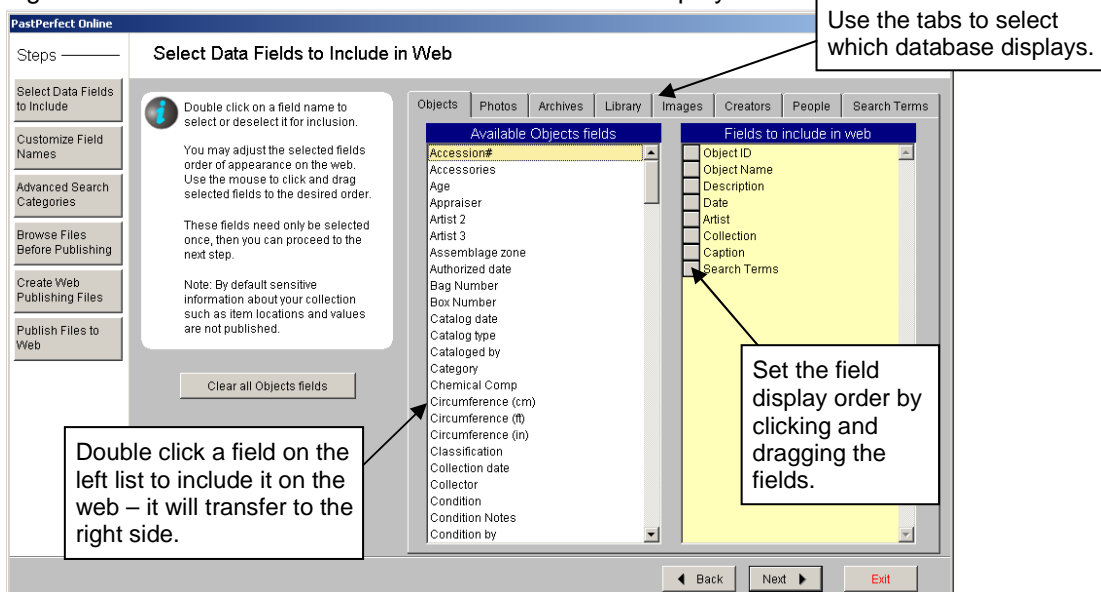 PastPerfect Online
Use the tabs to select
which database displays.
Steps
Select Data Fields to Include in Web
Select Data Fields
to Include
Customize Field
Names
Advanced Search
Categories
Browse Files
Before Publishing
Create Web
Publishing Files
Publish Files to
Web
Double click on a field name to
select or deselect it for inclusion.
You may adjust the selected fields
order of appearance on the web.
Use the mouse to click and drag
selected fields to the desired order.
These fields need only be selected
once, then you can proceed to the
next step.
Note: By default sensitive
information about your collection
such as item locations and values
are not published.
Clear all Objects fields
Objects Photos Archives Library Images Creators People Search Terms
Available Objects fields
Accession#
Accessories
Age
Appraiser
Artist 2
Artist 3
Assemblage zone
Authorized date
Bag Number
Box Number
Catalog date
Catalog type
Cataloged by
Category
Chemical Comp
Circumference (cm)
Circumference (ft)
Circumference (in)
Classification
Collection date
Collector
Condition
Condition Notes
Condition by
Fields to include in web
Object ID
Object Name
Description
Date
Artist
Collection
Caption
Search Terms
Set the field
display order by
clicking and
dragging the
fields.
Double click a field on the
left list to include it on the
web – it will transfer to the
right side.
Back
Next
Exit